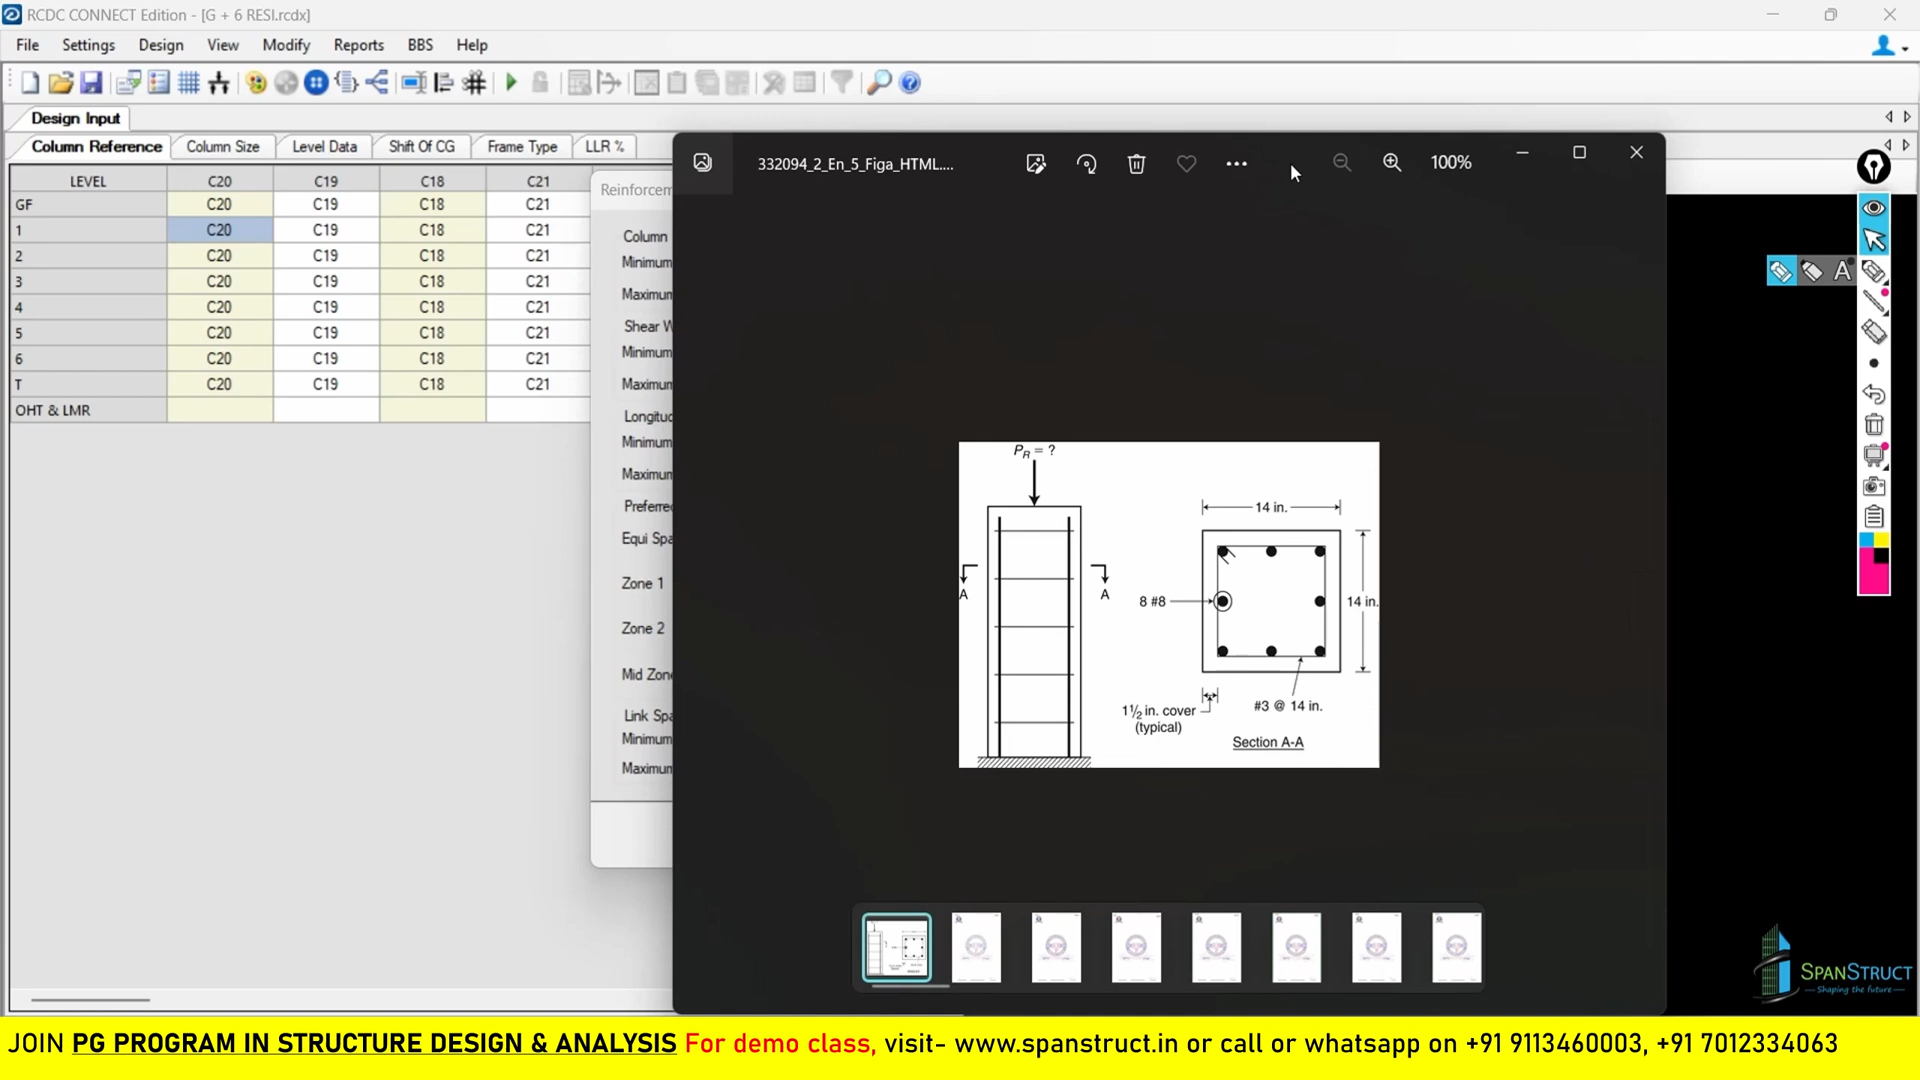 RCDC CONNECT Edition - [G + 6 RESI.rcdx]
File Settings Design View Modify Reports BBS Help
Design Input
Column Reference Column Size Level Data Shift Of CG Frame Type LLR %
LEVEL C20 C19 C18 C21
GF C20 C19 C18 C21
1 C20 C19 C18 C21
2 C20 C19 C18 C21
3 C20 C19 C18 C21
4 C20 C19 C18 C21
5 C20 C19 C18 C21
6 C20 C19 C18 C21
T C20 C19 C18 C21
OHT & LMR
Reinforcem
Column
Minimum
Maximum
Shear W
Minimum
Maximum
Longituc
Minimum
Maximum
Preferrec
Equi Spa
Zone 1
Zone 2
Mid Zone
Link Spa
Minimum
Maximum
332094_2_En_5_Figa_HTML....
100%
PR = ?
14 in.
A A
8 #8
14 in.
1½ in. cover
(typical)
#3 @ 14 in.
Section A-A
A
SPANSTRUCT
Shaping the future
JOIN PG PROGRAM IN STRUCTURE DESIGN & ANALYSIS For demo class, visit- www.spanstruct.in or call or whatsapp on +91 9113460003, +91 7012334063